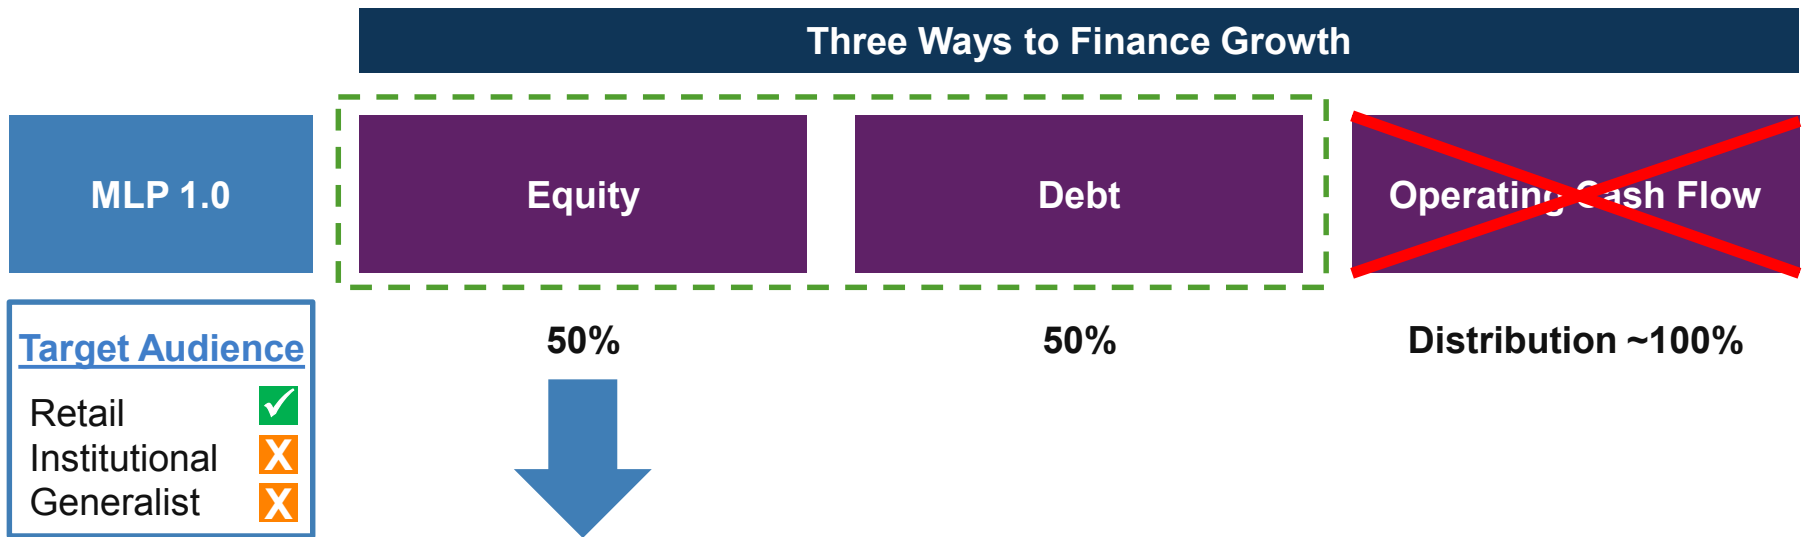 Three Ways to Finance Growth
MLP 1.0
Equity
Debt
Operating Cash Flow
Target Audience
Retail ✓
Institutional X
Generalist X
50%
50%
Distribution ~100%